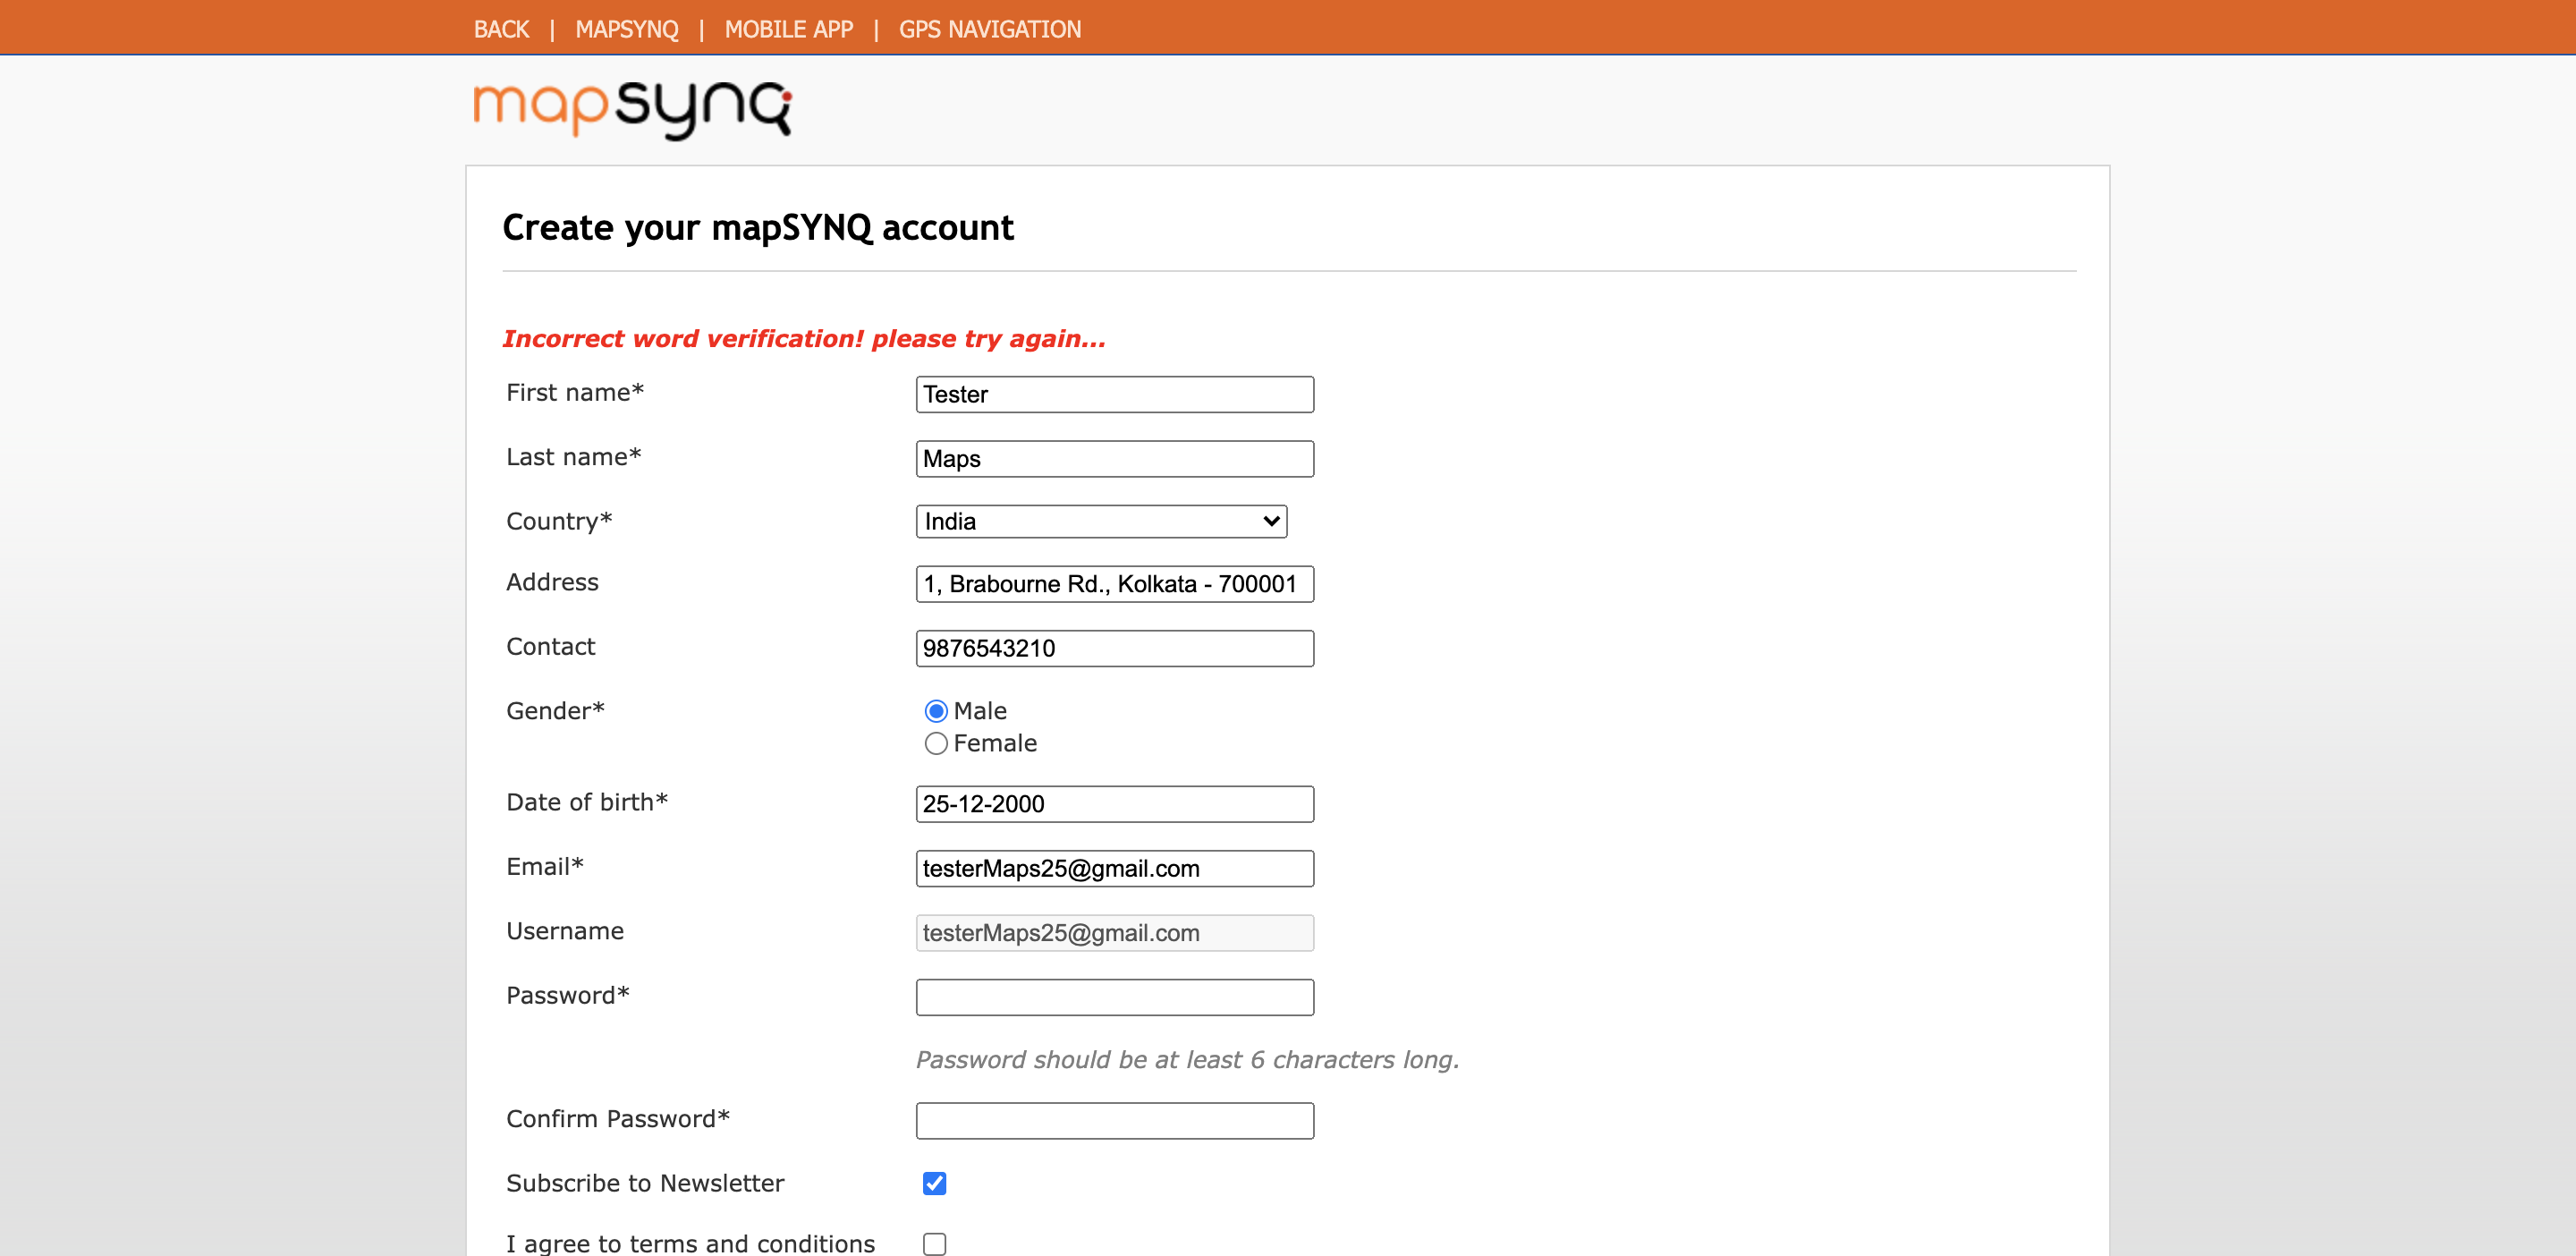 BACK | MAPSYNQ | MOBILE APP | GPS NAVIGATION
mapsynq
Create your mapSYNQ account
Incorrect word verification! please try again...
First name* Tester
Last name* Maps
Country* India
Address 1, Brabourne Rd., Kolkata - 700001
Contact 9876543210
Gender* Male
Female
Date of birth* 25-12-2000
Email* testerMaps25@gmail.com
Username testerMaps25@gmail.com
Password*
Password should be at least 6 characters long.
Confirm Password*
Subscribe to Newsletter
I agree to terms and conditions